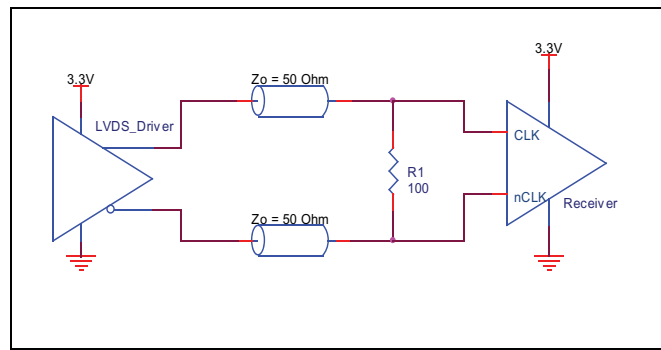 3.3V
3.3V
Zo = 50 Ohm
LVDS_Driver
CLK
R1
100
nCLK
Receiver
Zo = 50 Ohm